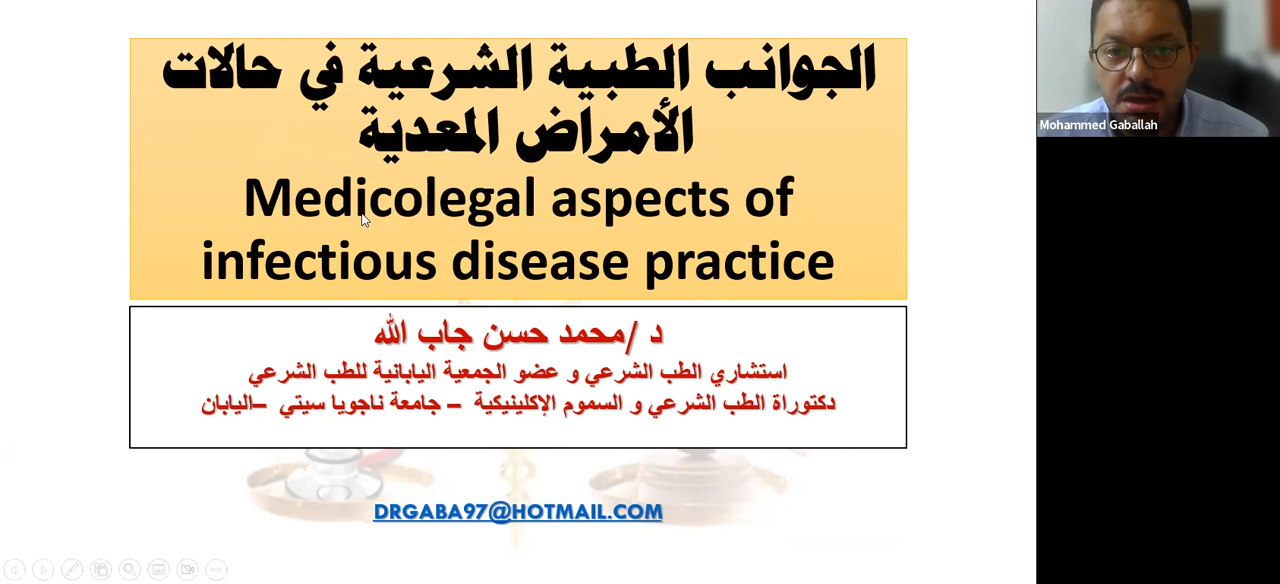 الجوانب الطبية الشرعية في حالات
الأمراض المعدية
Medicolegal aspects of
infectious disease practice
د /محمد حسن جاب الله
استشاري الطب الشرعي و عضو الجمعية اليابانية للطب الشرعي
دكتوراة الطب الشرعي و السموم الإكلينيكية – جامعة ناجويا سيتي –اليابان
DRGABA97@HOTMAIL.COM
Mohammed Gaballah